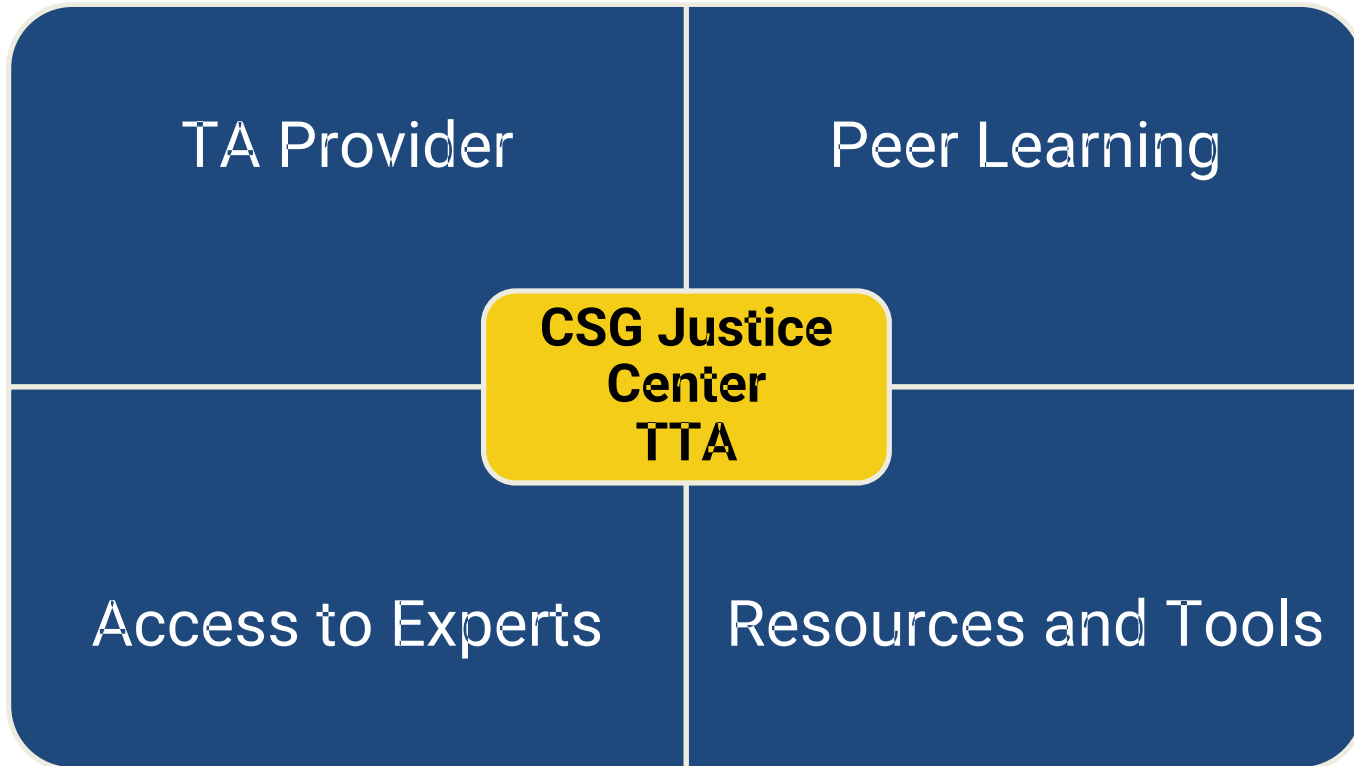 TA Provider
Peer Learning
CSG Justice
Center
TTA
Access to Experts
Resources and Tools